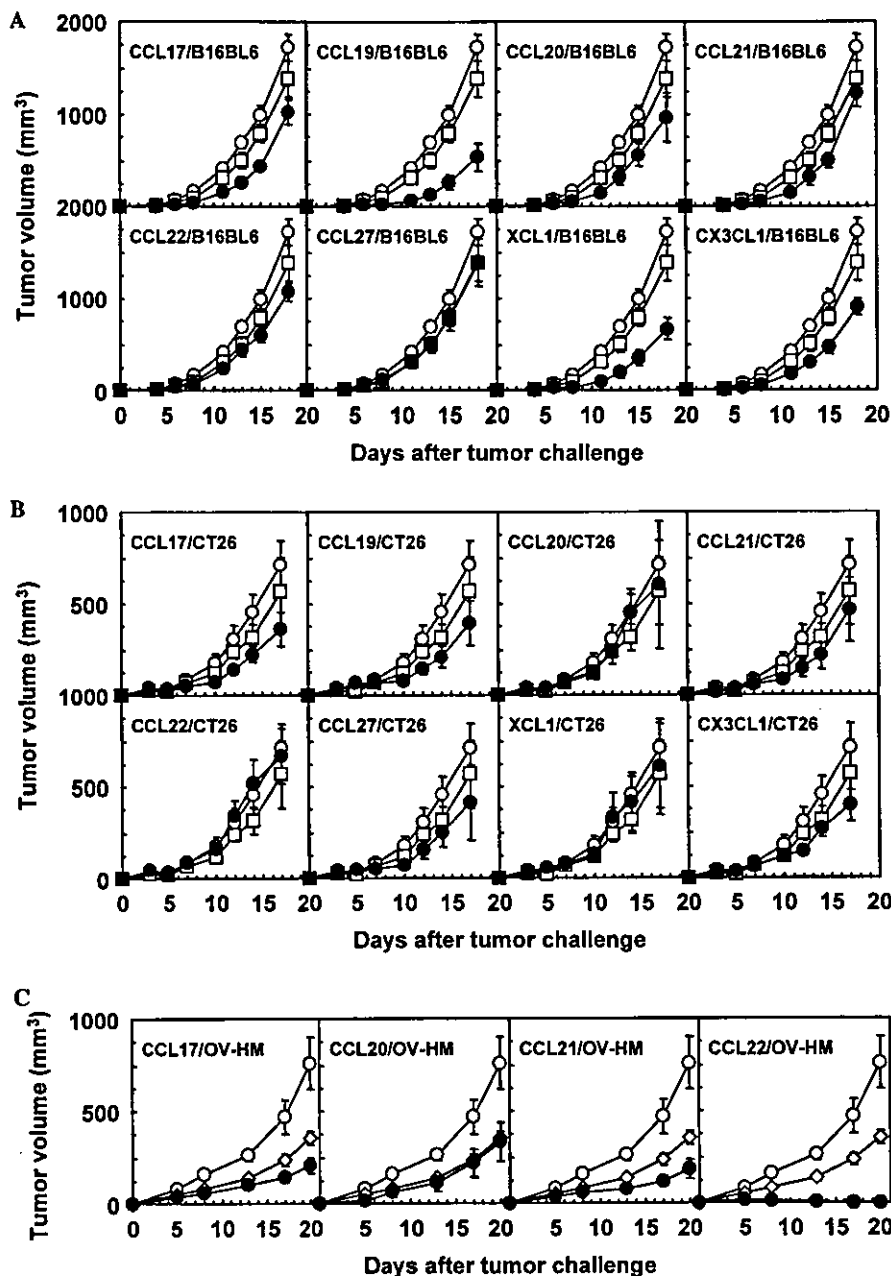 A
2000
CCL17/B16BL6 CCL19/B16BL6 CCL20/B16BL6 CCL21/B16BL6
1000
2000
CCL22/B16BL6 CCL27/B16BL6 XCL1/B16BL6 CX3CL1/B16BL6
1000
0
Tumor volume (mm³)
0 5 10 15 20 5 10 15 20 5 10 15 20 5 10 15 20
Days after tumor challenge
B
1000
CCL17/CT26 CCL19/CT26 CCL20/CT26 CCL21/CT26
500
1000
CCL22/CT26 CCL27/CT26 XCL1/CT26 CX3CL1/CT26
500
0
Tumor volume (mm³)
0 5 10 15 20 5 10 15 20 5 10 15 20 5 10 15 20
Days after tumor challenge
C
1000
CCL17/OV-HM CCL20/OV-HM CCL21/OV-HM CCL22/OV-HM
500
0
Tumor volume (mm³)
0 5 10 15 20 5 10 15 20 5 10 15 20 5 10 15 20
Days after tumor challenge